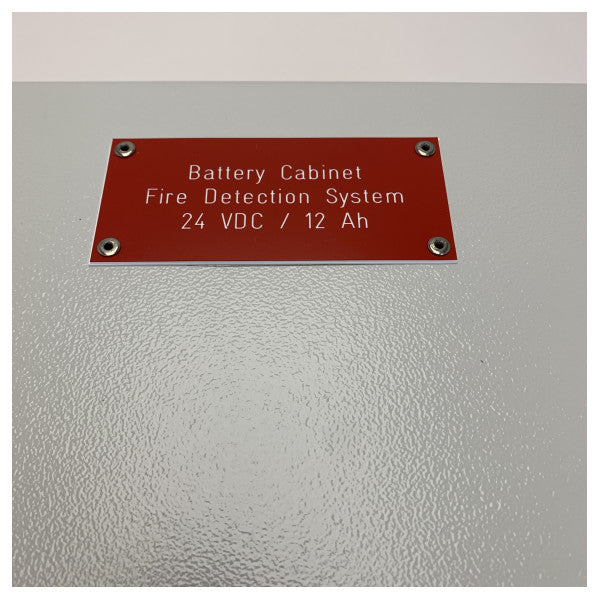 Battery Cabinet
Fire Detection System
24 VDC / 12 Ah